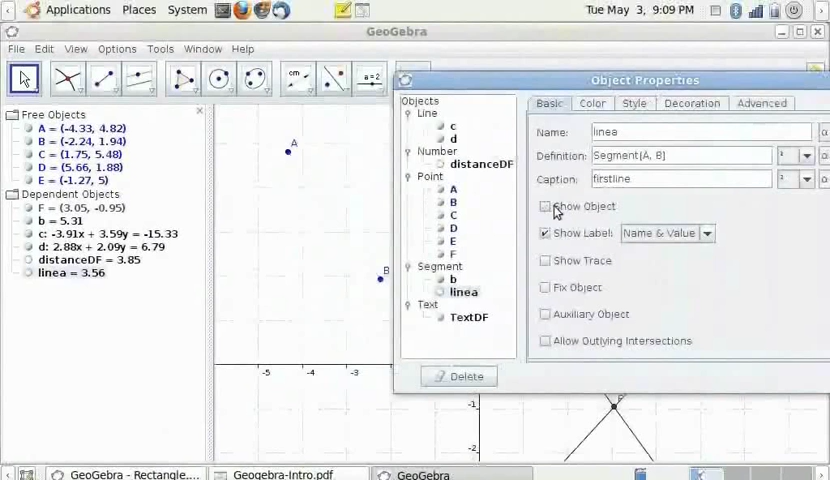 Applications Places System Tue May 3, 9:09 PM
GeoGebra
File Edit View Options Tools Window Help
cm
a=2
Free Objects
A = (-4.33, 4.82)
B = (-2.24, 1.94)
C = (1.75, 5.48)
D = (5.66, 1.88)
E = (-1.27, 5)
Dependent Objects
F = (3.05, -0.95)
b = 5.31
c: -3.91x + 3.59y = -15.33
d: 2.88x + 2.09y = 6.79
distanceDF = 3.85
linea = 3.56
A
B
-5 -4 -3
-1
-2
Object Properties
Objects
Line
c
d
Number
distanceDF
Point
A
B
C
D
E
F
Segment
b
linea
Text
TextDF
Delete
Basic Color Style Decoration Advanced
Name: linea
Definition: Segment[A, B]
Caption: firstline
Show Object
Show Label: Name & Value
Show Trace
Fix Object
Auxiliary Object
Allow Outlying Intersections
GeoGebra - Rectangle.... Geogebra-Intro.pdf GeoGebra